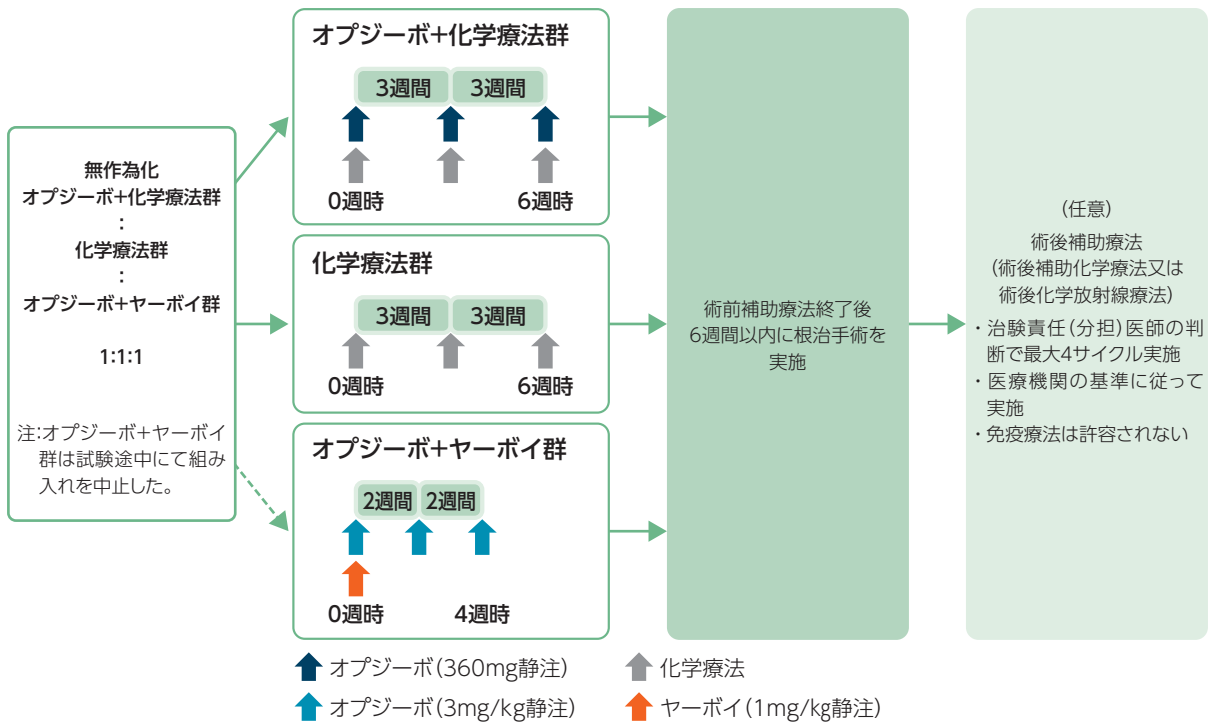 無作為化
オプジーボ+化学療法群
:
化学療法群
:
オプジーボ+ヤーボイ群
1:1:1
注:オプジーボ+ヤーボイ
群は試験途中にて組み
入れを中止した。
オプジーボ+化学療法群
3週間 3週間
0週時 6週時
化学療法群
3週間 3週間
0週時 6週時
オプジーボ+ヤーボイ群
2週間 2週間
0週時 4週時
術前補助療法終了後
6週間以内に根治手術を
実施
(任意)
術後補助療法
(術後補助化学療法又は
術後化学放射線療法)
・治験責任(分担)医師の判
断で最大4サイクル実施
・医療機関の基準に従って
実施
・免疫療法は許容されない
オプジーボ(360mg静注) 化学療法
オプジーボ(3mg/kg静注) ヤーボイ(1mg/kg静注)